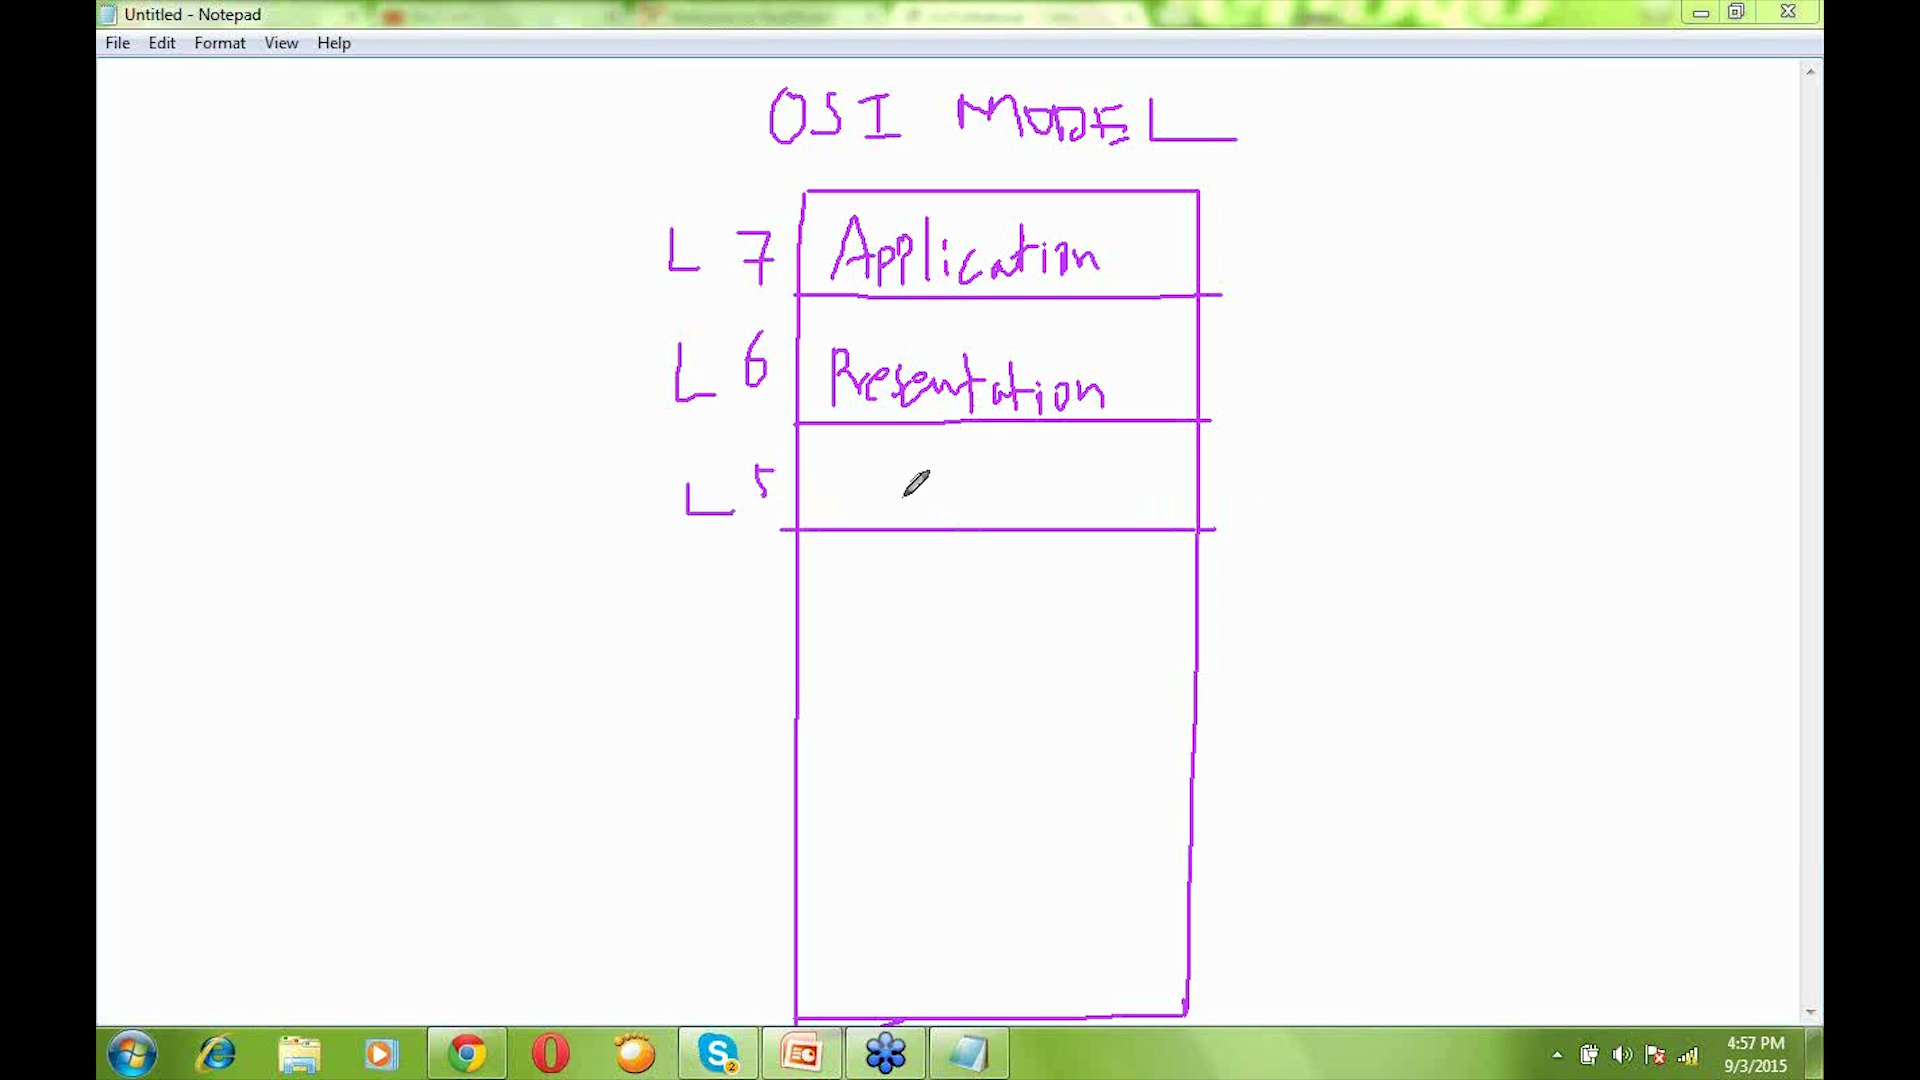 Untitled - Notepad
File Edit Format View Help
OSI MODEL
L 7 Application
L 6 Presentation
L 5
2
4:57 PM
9/3/2015